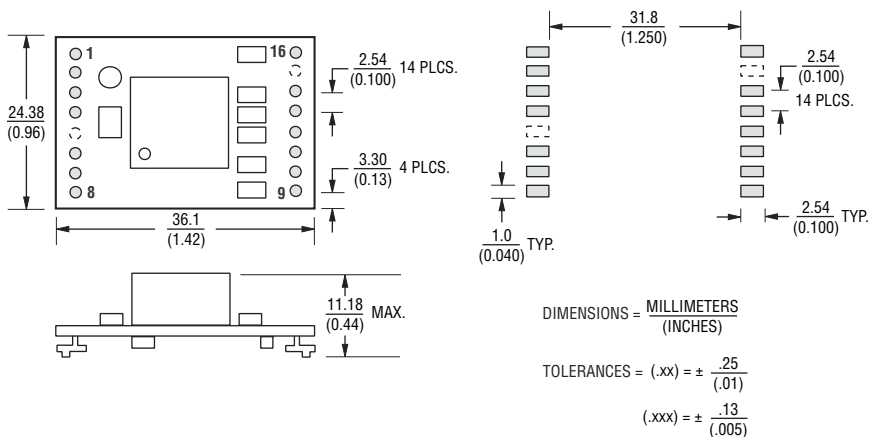 1
16
8
9
24.38
(0.96)
2.54
(0.100) 14 PLCS.
3.30
(0.13) 4 PLCS.
36.1
(1.42)
11.18
(0.44) MAX.
31.8
(1.250)
2.54
(0.100)
14 PLCS.
1.0
(0.040) TYP.
2.54
(0.100) TYP.
DIMENSIONS = MILLIMETERS
(INCHES)
TOLERANCES = (.xx) = ± .25
(.01)
(.xxx) = ± .13
(.005)